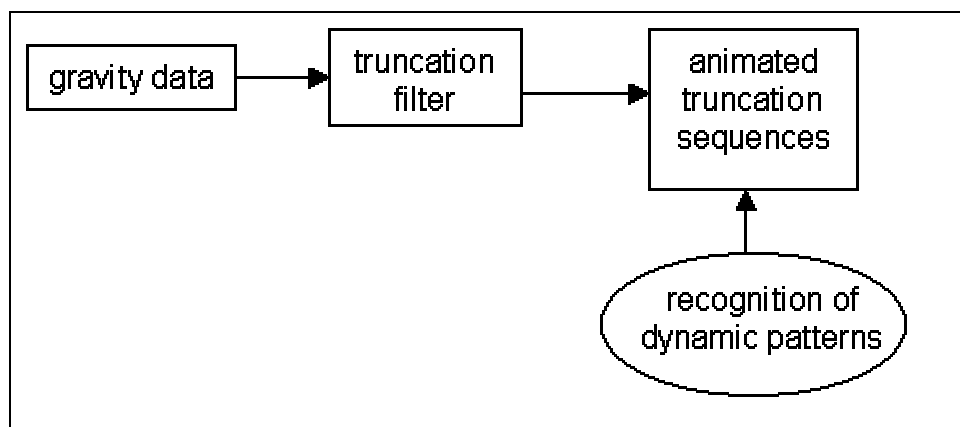 gravity data
truncation
filter
animated
truncation
sequences
recognition of
dynamic patterns